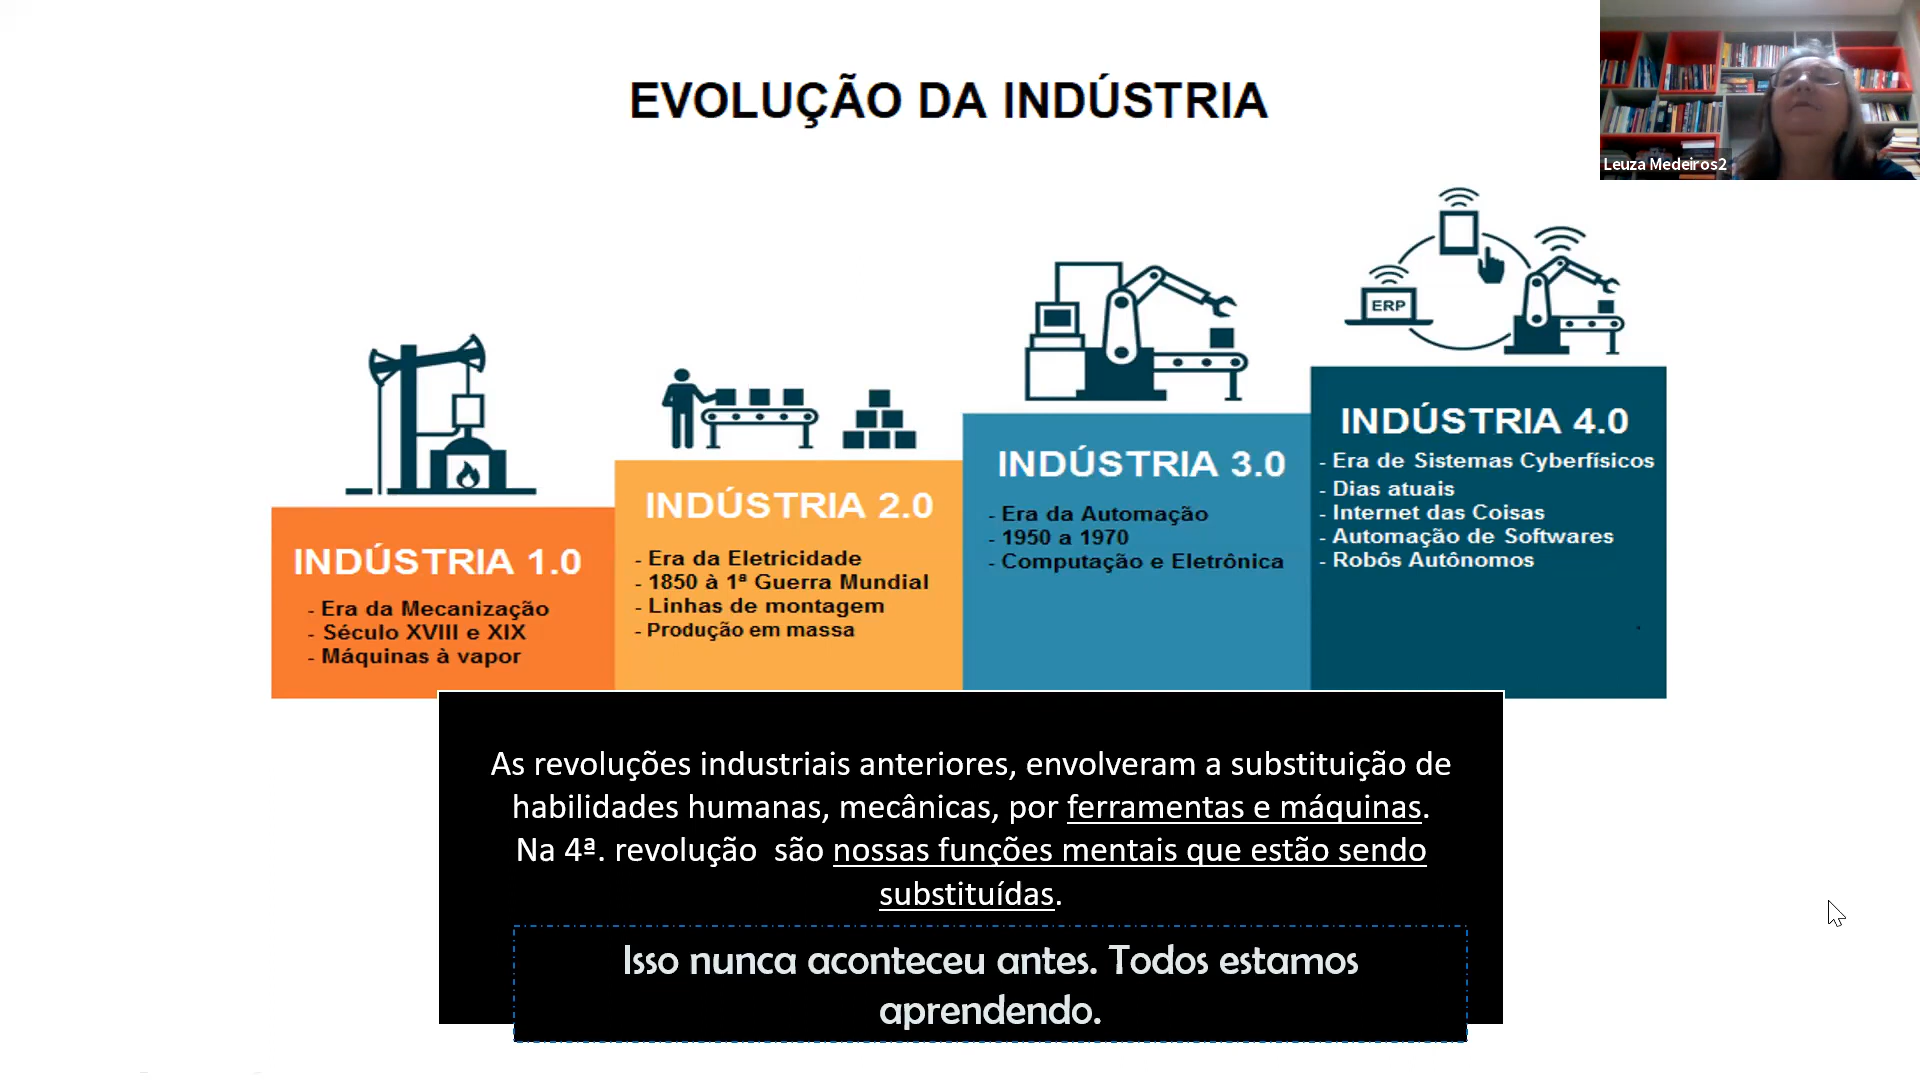 EVOLUÇÃO DA INDÚSTRIA
Leuza Medeiros2
ERP
INDÚSTRIA 1.0
- Era da Mecanização
- Século XVIII e XIX
- Máquinas à vapor
INDÚSTRIA 2.0
- Era da Eletricidade
- 1850 à 1ª Guerra Mundial
- Linhas de montagem
- Produção em massa
INDÚSTRIA 3.0
- Era da Automação
- 1950 a 1970
- Computação e Eletrônica
INDÚSTRIA 4.0
- Era de Sistemas Cyberfísicos
- Dias atuais
- Internet das Coisas
- Automação de Softwares
- Robôs Autônomos
As revoluções industriais anteriores, envolveram a substituição de
habilidades humanas, mecânicas, por ferramentas e máquinas.
Na 4ª. revolução  são nossas funções mentais que estão sendo
substituídas.
Isso nunca aconteceu antes. Todos estamos
aprendendo.